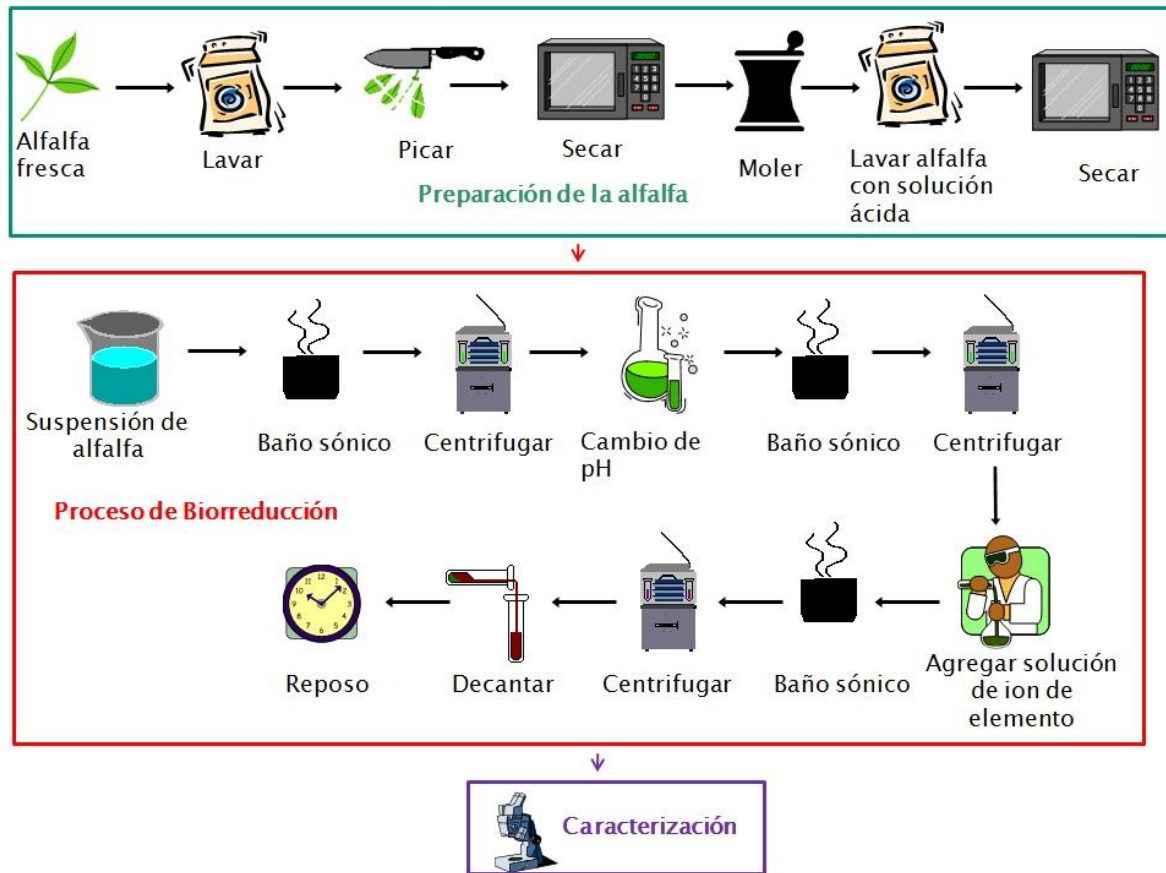 Alfalfa
fresca
Lavar
Picar
Secar
Moler
Lavar alfalfa
con solución
ácida
Secar
Preparación de la alfalfa
Suspensión de
alfalfa
Baño sónico
Centrifugar
Cambio de
pH
Baño sónico
Centrifugar
Proceso de Biorreducción
Agregar solución
de ion de
elemento
Baño sónico
Centrifugar
Decantar
Reposo
Caracterización